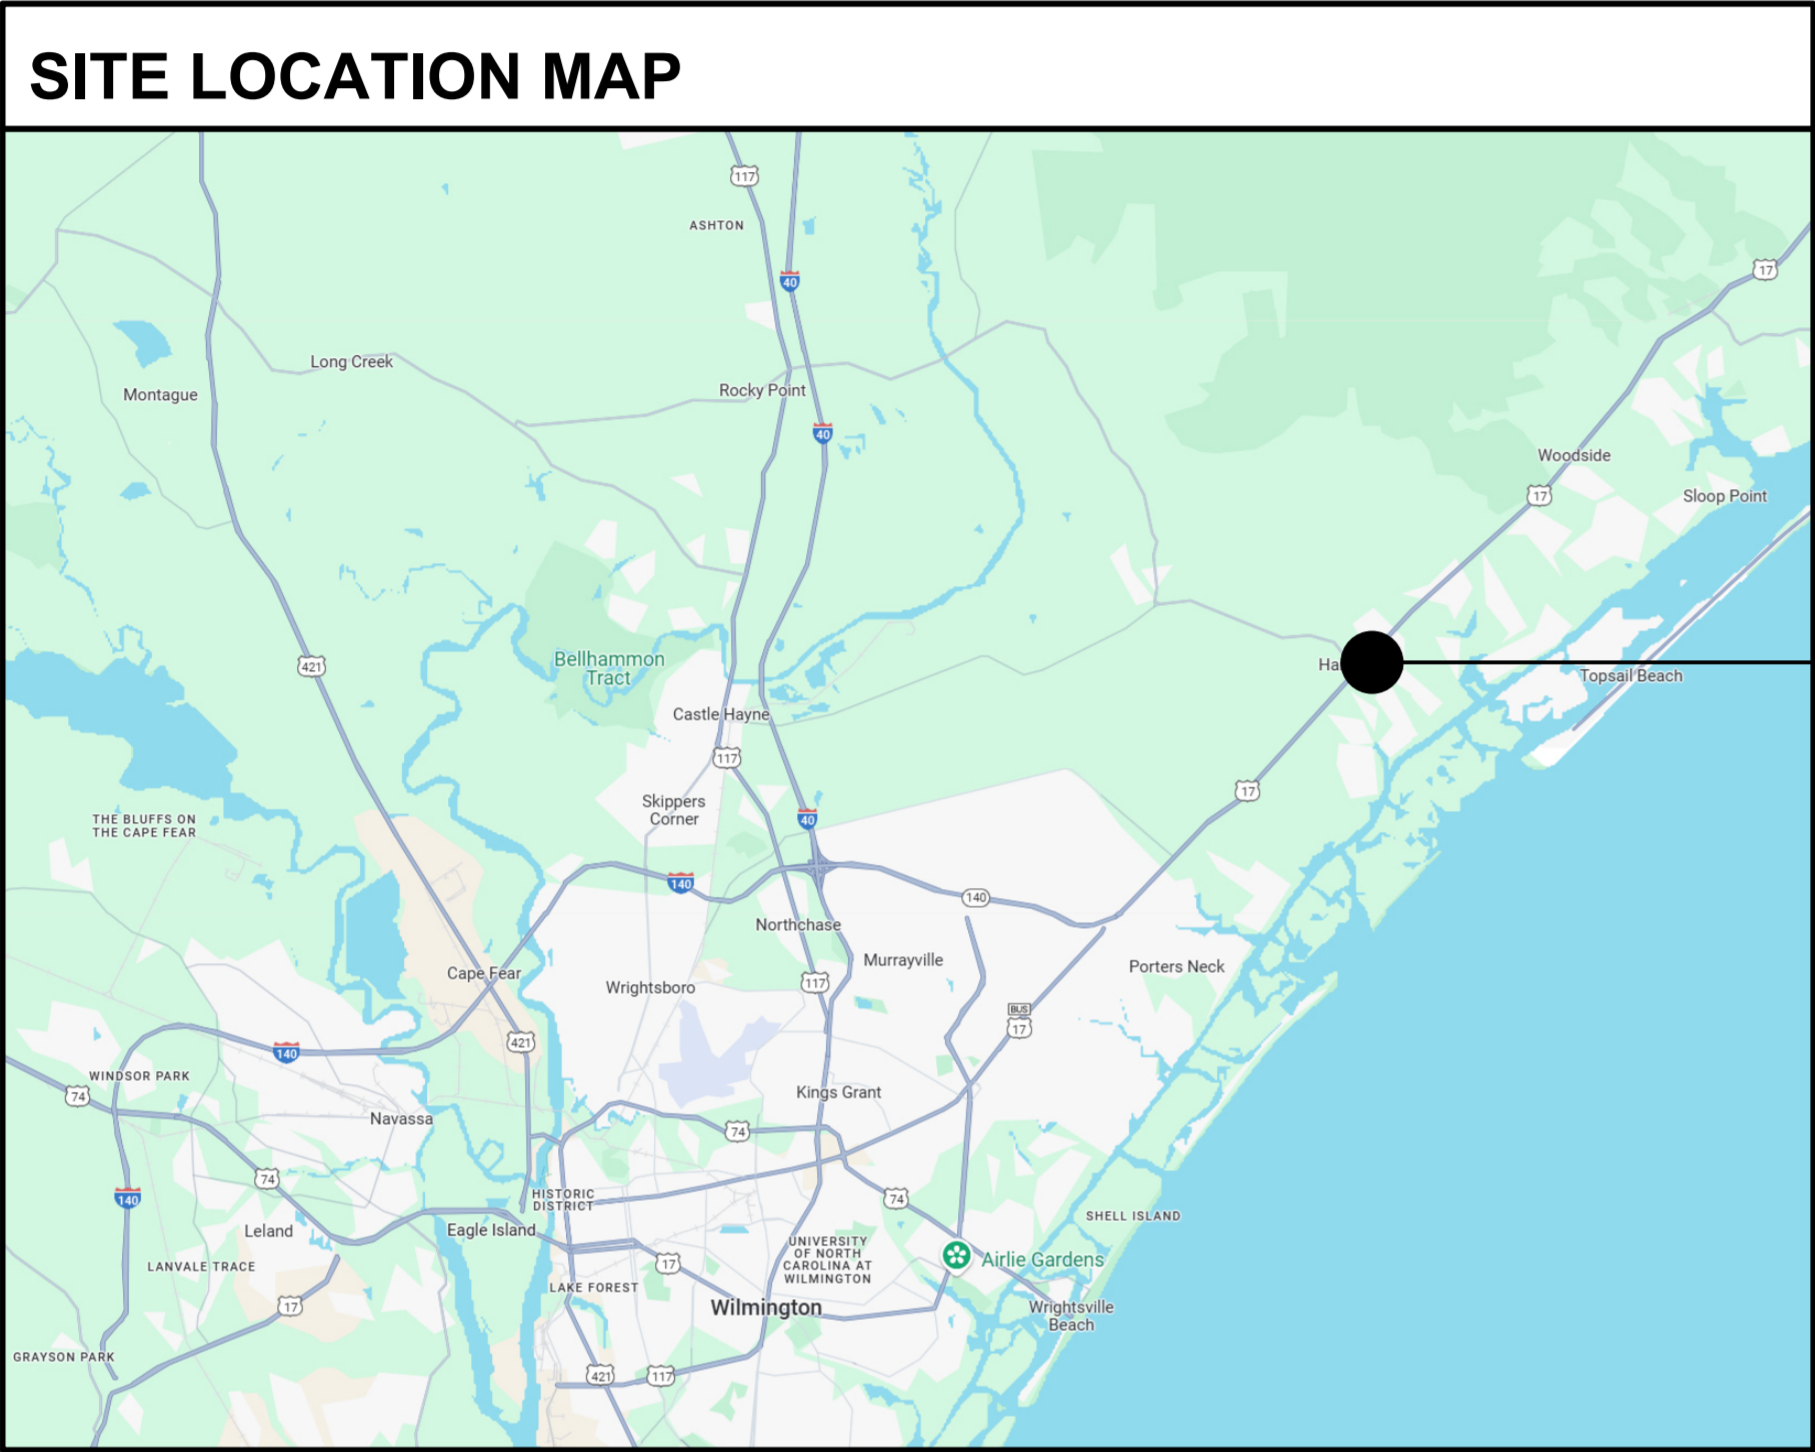 SITE LOCATION MAP
117
ASHTON
17
40
Long Creek
Montague
Rocky Point
40
Woodside
17
Sloop Point
421
Bellhammon
Tract
Ha
Topsail Beach
Castle Hayne
117
17
Skippers
Corner
THE BLUFFS ON
THE CAPE FEAR
40
140
140
Northchase
Murrayville
Porters Neck
Cape Fear
Wrightsboro
117
BUS
17
421
140
WINDSOR PARK
74
Kings Grant
Navassa
74
74
140
HISTORIC
DISTRICT
74
SHELL ISLAND
Leland
Eagle Island
UNIVERSITY
OF NORTH
CAROLINA AT
WILMINGTON
Airlie Gardens
LANVALE TRACE
17
LAKE FOREST
17
Wilmington
Wrightsville
Beach
GRAYSON PARK
421
117